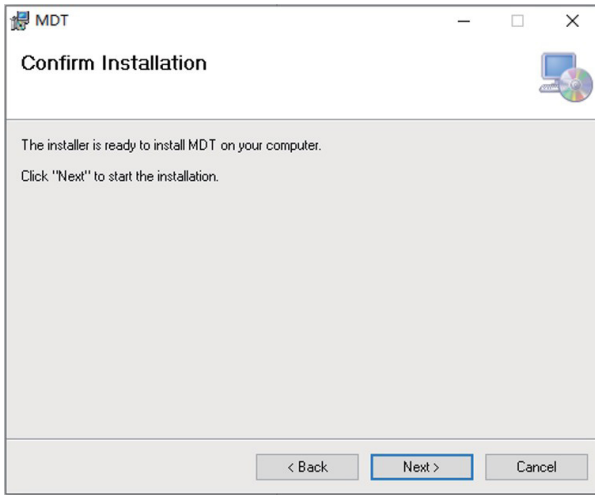 MDT
Confirm Installation
The installer is ready to install MDT on your computer.
Click "Next" to start the installation.
< Back
Next >
Cancel